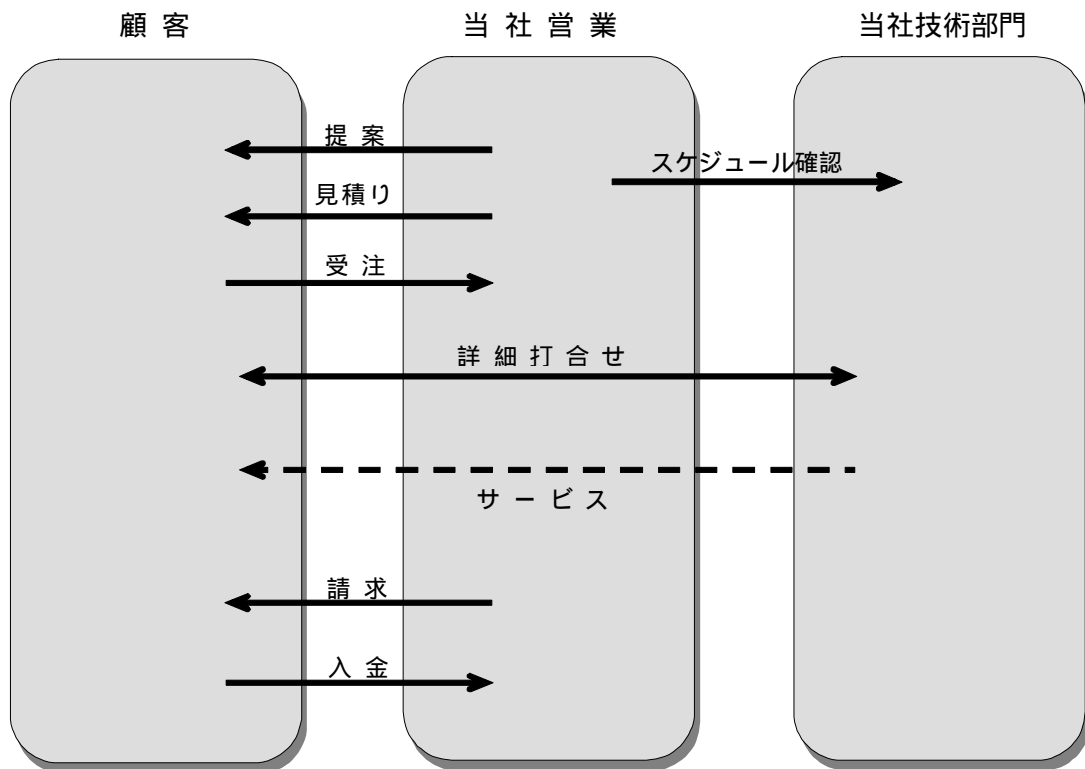 顧 客
当 社 営 業
当社技術部門
提 案
スケジュール確認
見積り
受 注
詳 細 打 合 せ
サ ー ビ ス
請 求
入 金